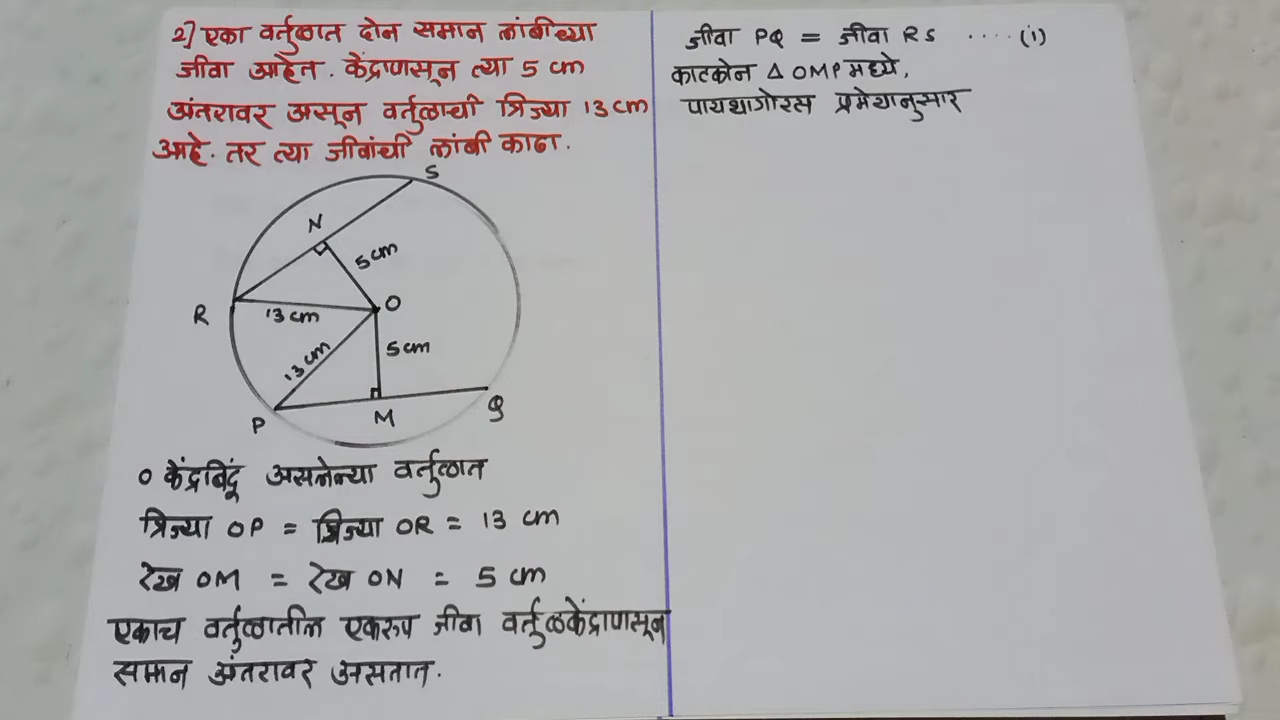 2) एका वर्तुळात दोन समान लांबीच्या
जीवा आहेत. केंद्रापासून त्या 5 cm
अंतरावर असून वर्तुळाची त्रिज्या 13 cm
आहे. तर त्या जीवांची लांबी काढा.
S
N
5 cm
R
13 cm
O
13 cm
5 cm
P
M
Q
O केंद्रबिंदू असलेल्या वर्तुळात
त्रिज्या OP = त्रिज्या OR = 13 cm
रेख OM = रेख ON = 5 cm
एकाच वर्तुळातील एकरूप जीवा वर्तुळकेंद्रापासून
समान अंतरावर असतात.
जीवा PQ = जीवा RS ..... (1)
काटकोन △ OMP मध्ये,
पायथागोरस प्रमेयानुसार